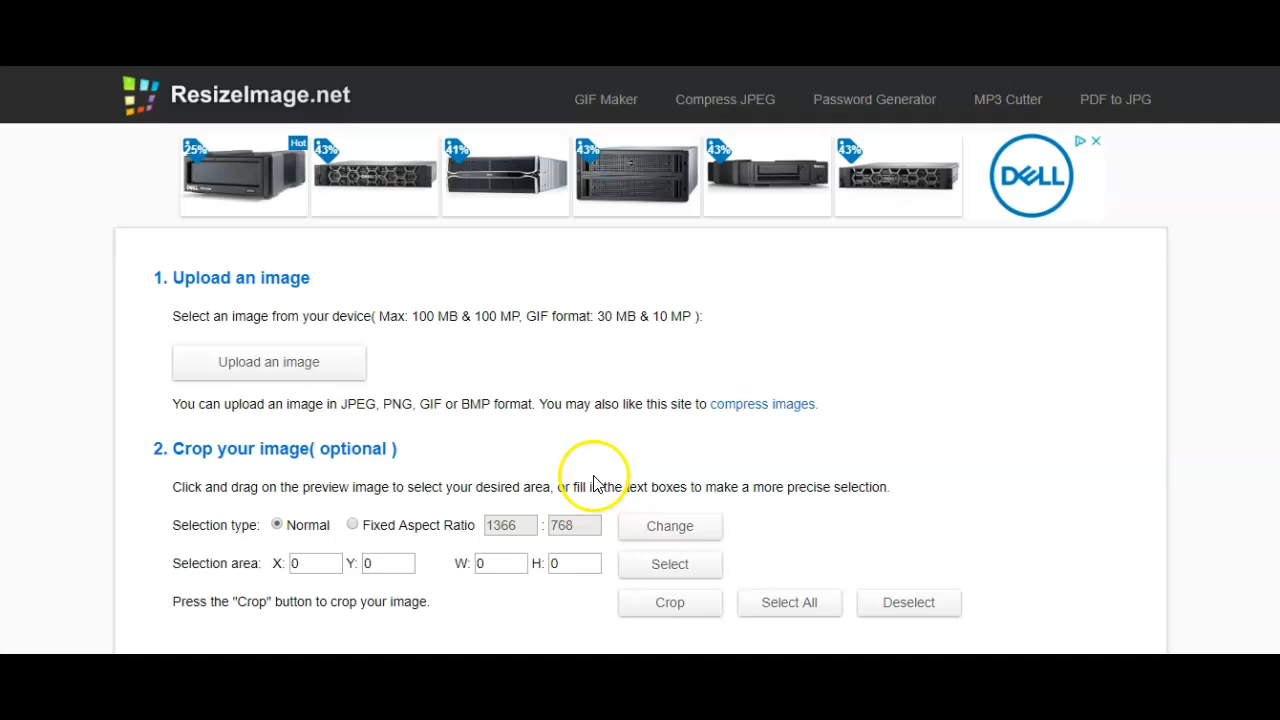 ResizeImage.net
GIF Maker Compress JPEG Password Generator MP3 Cutter PDF to JPG
25% Hot 43% 41% 43% 43% 43%
DELL
1. Upload an image
Select an image from your device( Max: 100 MB & 100 MP, GIF format: 30 MB & 10 MP ):
Upload an image
You can upload an image in JPEG, PNG, GIF or BMP format. You may also like this site to compress images.
2. Crop your image( optional )
Click and drag on the preview image to select your desired area, or fill in the text boxes to make a more precise selection.
Selection type: Normal Fixed Aspect Ratio 1366 : 768 Change
Selection area: X: 0 Y: 0 W: 0 H: 0 Select
Press the "Crop" button to crop your image. Crop Select All Deselect